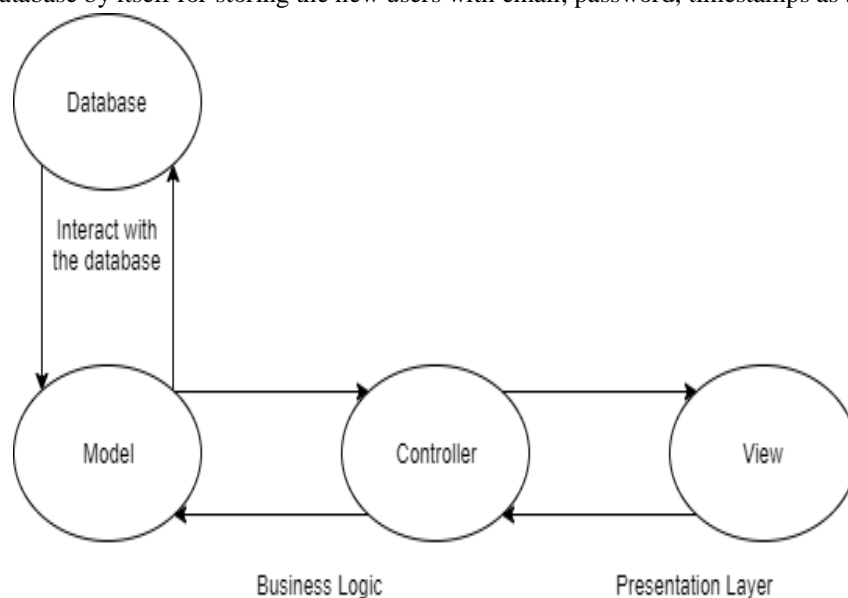 database by itself for storing the new users with email, password, timestamps as
Database
Interact with
the database
Model
Controller
View
Business Logic
Presentation Layer